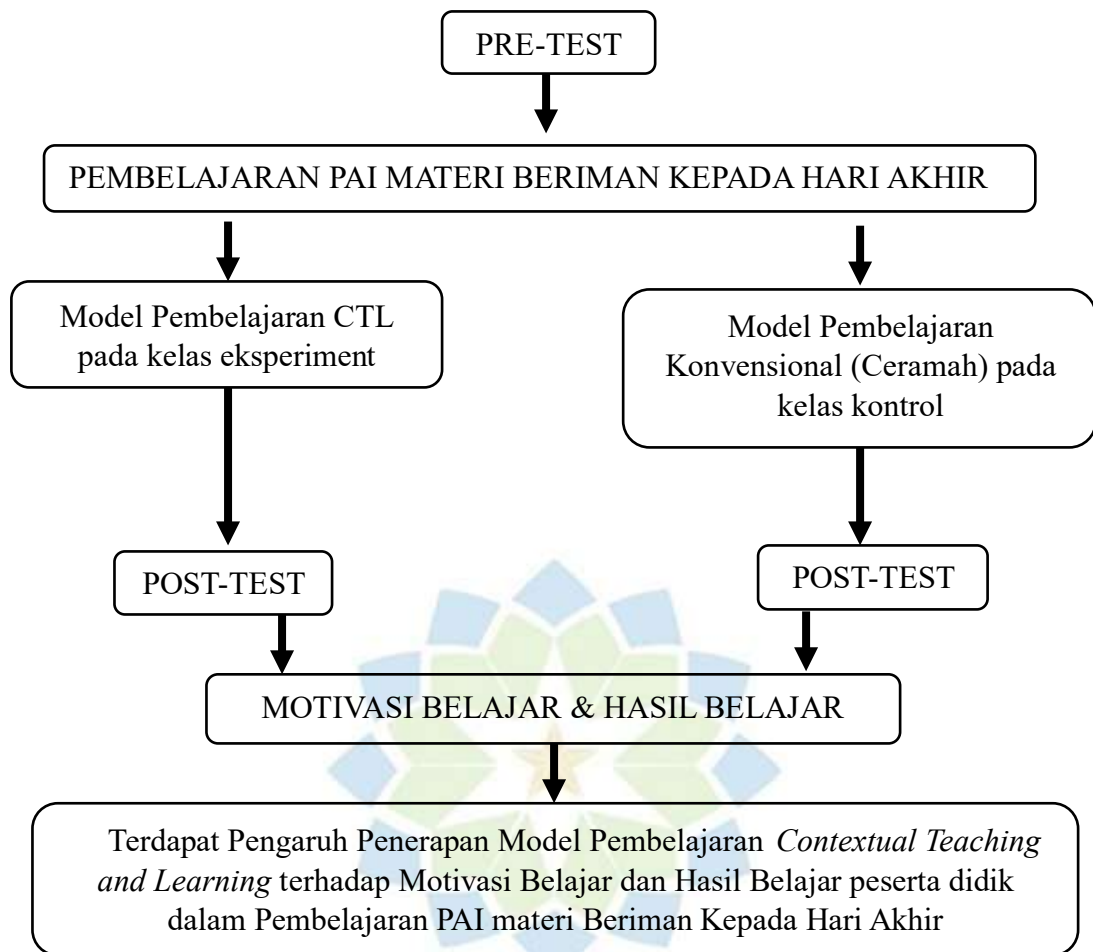 PRE-TEST
PEMBELAJARAN PAI MATERI BERIMAN KEPADA HARI AKHIR
Model Pembelajaran CTL
pada kelas eksperiment
Model Pembelajaran
Konvensional (Ceramah) pada
kelas kontrol
POST-TEST
POST-TEST
MOTIVASI BELAJAR & HASIL BELAJAR
Terdapat Pengaruh Penerapan Model Pembelajaran Contextual Teaching
and Learning terhadap Motivasi Belajar dan Hasil Belajar peserta didik
dalam Pembelajaran PAI materi Beriman Kepada Hari Akhir